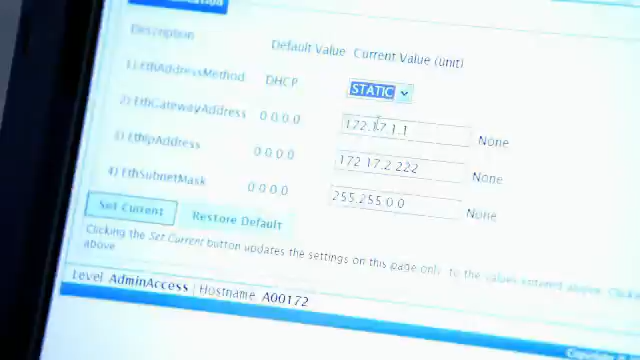 Description Default Value Current Value (unit)
1) EthAddressMethod DHCP STATIC
2) EthGatewayAddress 0.0.0.0 172.17.1.1 None
3) EthIpAddress 0.0.0.0 172.17.2.222 None
4) EthSubnetMask 0.0.0.0 255.255.0.0 None
Set Current Restore Default
Clicking the Set Current button updates the settings on this page only, to the values entered above. Clicking
above.
Level AdminAccess | Hostname A00172